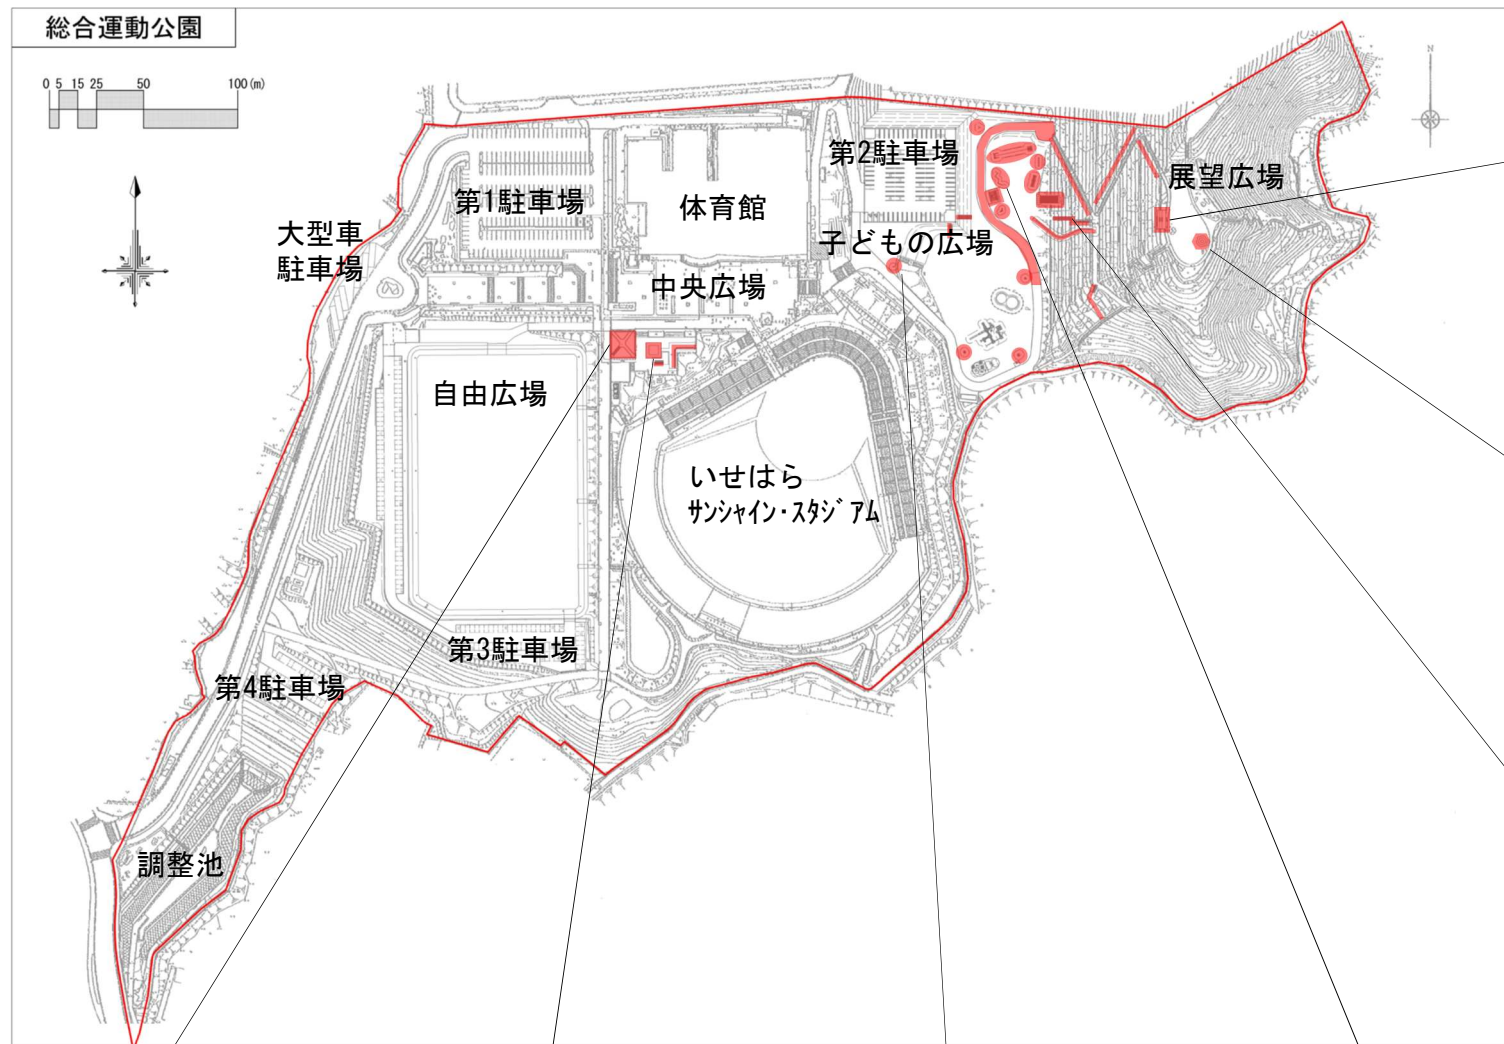 総合運動公園
0 5 15 25 50 100(m)
N
第2駐車場
展望広場
第1駐車場
体育館
大型車
駐車場
子どもの広場
中央広場
自由広場
いせはら
サンシャイン・スタジアム
第3駐車場
第4駐車場
調整池